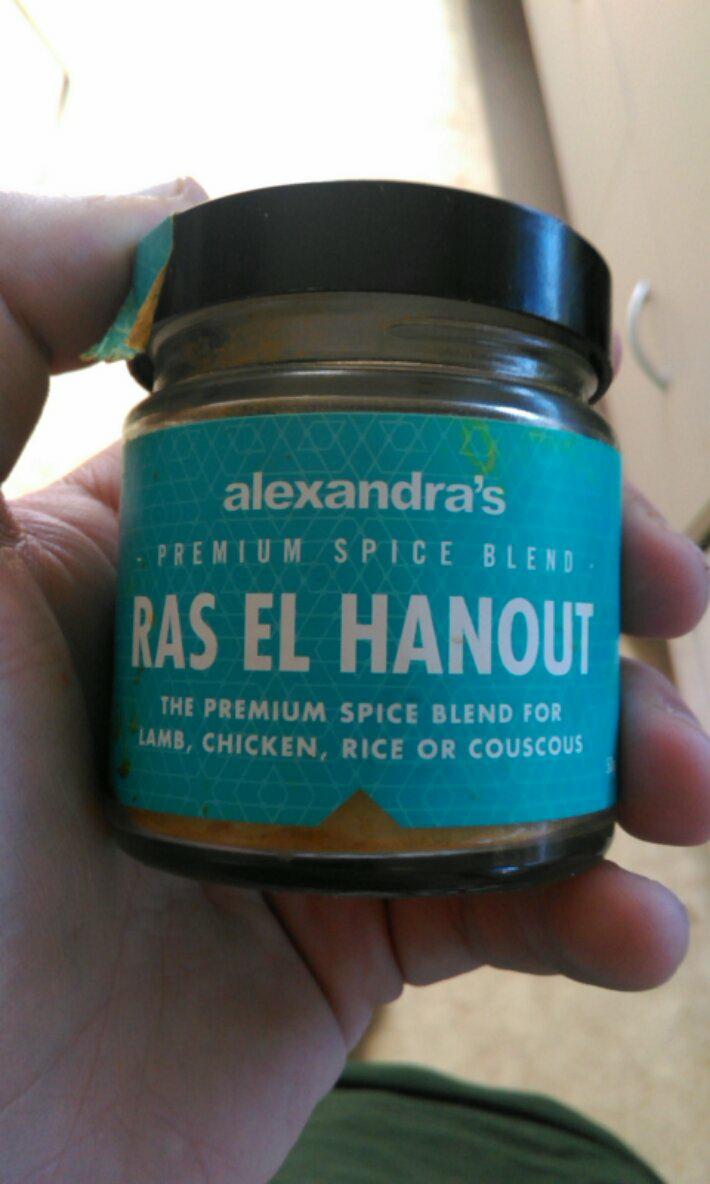 alexandra's
- PREMIUM SPICE BLEND -
RAS EL HANOUT
THE PREMIUM SPICE BLEND FOR
LAMB, CHICKEN, RICE OR COUSCOUS